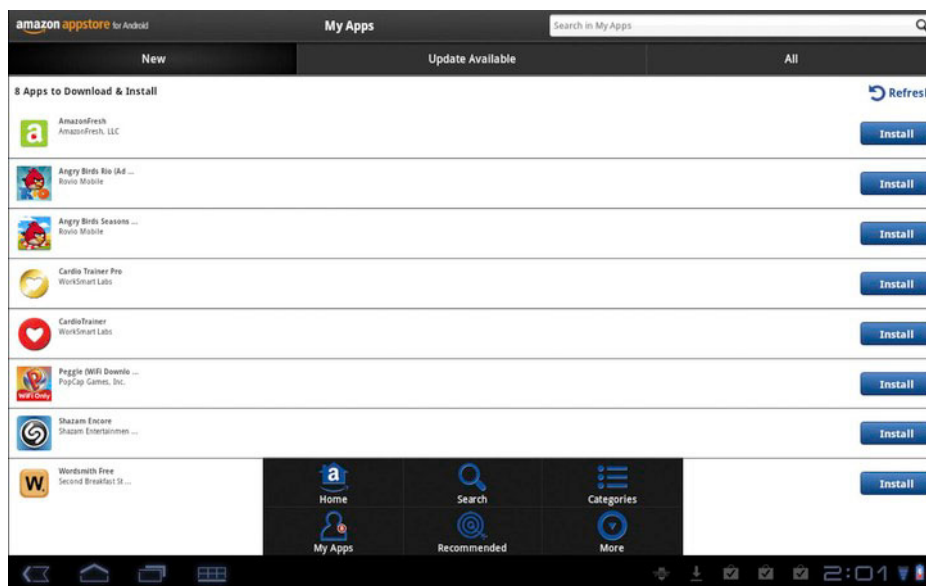 amazon appstore for Android
My Apps
Search in My Apps
New
Update Available
All
8 Apps to Download & Install
Refresh
AmazonFresh
AmazonFresh, LLC
Install
Angry Birds Rio (Ad ...
Rovio Mobile
Install
Angry Birds Seasons ...
Rovio Mobile
Install
Cardio Trainer Pro
WorkSmart Labs
Install
CardioTrainer
WorkSmart Labs
Install
Peggle (WiFi Downlo ...
PopCap Games, Inc.
WiFi Only
Install
Shazam Encore
Shazam Entertainmen ...
Install
Wordsmith Free
Second Breakfast St ...
W
Install
Home
Search
Categories
My Apps
Recommended
More
2:01